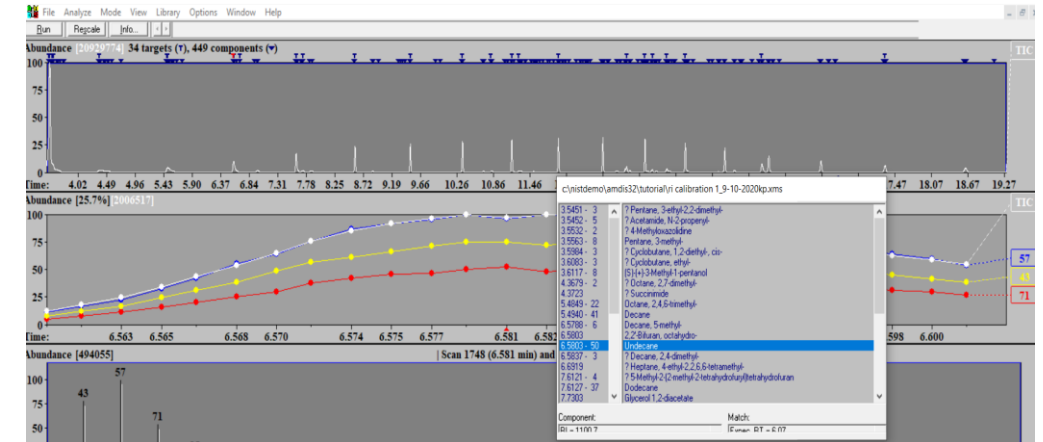 File Analyze Mode View Library Options Window Help
Run Rescale Info...
Abundance [20929774] 34 targets (T), 449 components (▼) TIC
100
75
50
25
0
Time: 4.02 4.49 4.96 5.43 5.90 6.37 6.84 7.31 7.78 8.25 8.72 9.19 9.66 10.26 10.86 11.46 7.47 18.07 18.67 19.27
Abundance [25.7%] [2006517] TIC
100
75
50
25
0
57
43
71
Time: 6.563 6.565 6.568 6.570 6.574 6.575 6.577 6.581 6.582 .598 6.600
Abundance [494055] | Scan 1748 (6.581 min) and
100
75
50
57
43
71
c:\nistdemo\amdis32\tutorial\ri calibration 1_9-10-2020kp.xms
3.5451 - 3 ? Pentane, 3-ethyl-2,2-dimethyl-
3.5452 - 5 ? Acetamide, N-2-propenyl-
3.5532 - 2 ? 4-Methyloxazolidine
3.5563 - 8 Pentane, 3-methyl-
3.5984 - 3 ? Cyclobutane, 1,2-diethyl-, cis-
3.6083 - 3 ? Cyclobutane, ethyl-
3.6117 - 8 (S)-(+)-3-Methyl-1-pentanol
4.3679 - 2 ? Octane, 2,7-dimethyl-
4.3723 ? Succinimide
5.4849 - 22 Octane, 2,4,6-trimethyl-
5.4940 - 41 Decane
6.5788 - 6 Decane, 5-methyl-
6.5803 2,2'-Bifuran, octahydro-
6.5803 - 50 Undecane
6.5837 - 3 ? Decane, 2,4-dimethyl-
6.6919 ? Heptane, 4-ethyl-2,2,6,6-tetramethyl-
7.6121 - 4 ? 5-Methyl-2-(2-methyl-2-tetrahydrofuryl)tetrahydrofuran
7.6127 - 37 Dodecane
7.7303 Glycerol 1,2-diacetate
Component: Match:
RI = 1100.7 Expec. RT = 6.07